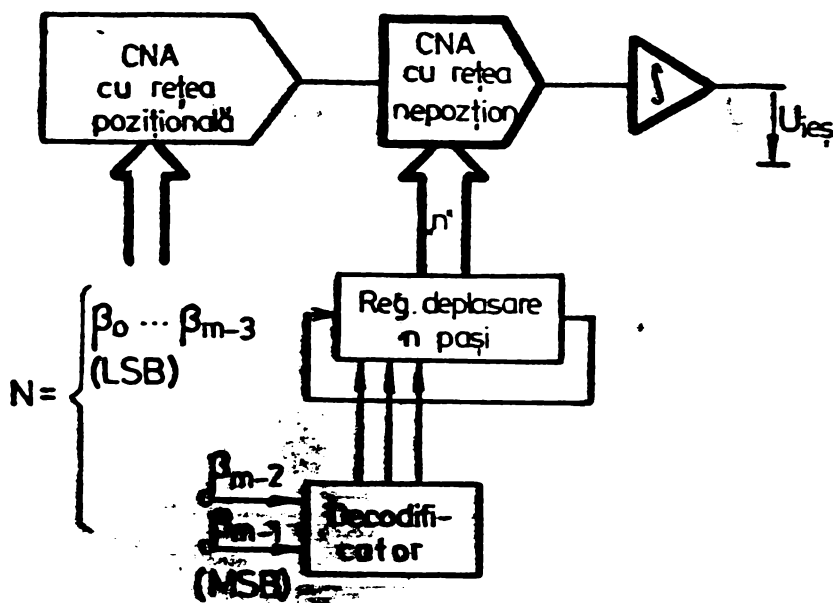 CNA
cu rețea
pozițională
CNA
cu rețea
nepozțion
∫
Uieș
„n”
Reg. deplasare
n pași
N =
β₀ ... βm-3
(LSB)
βm-2
βm-1
(MSB)
Decodifi-
cator